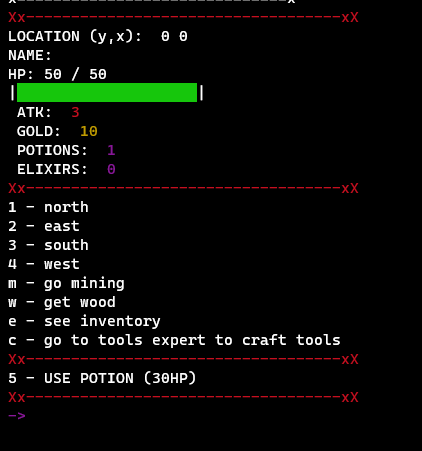 x------------------------------x
Xx-----------------------------------xX
LOCATION (y,x): 0 0
NAME:
HP: 50 / 50
| |
ATK: 3
GOLD: 10
POTIONS: 1
ELIXIRS: 0
Xx-----------------------------------xX
1 - north
2 - east
3 - south
4 - west
m - go mining
w - get wood
e - see inventory
c - go to tools expert to craft tools
Xx-----------------------------------xX
5 - USE POTION (30HP)
Xx-----------------------------------xX
->